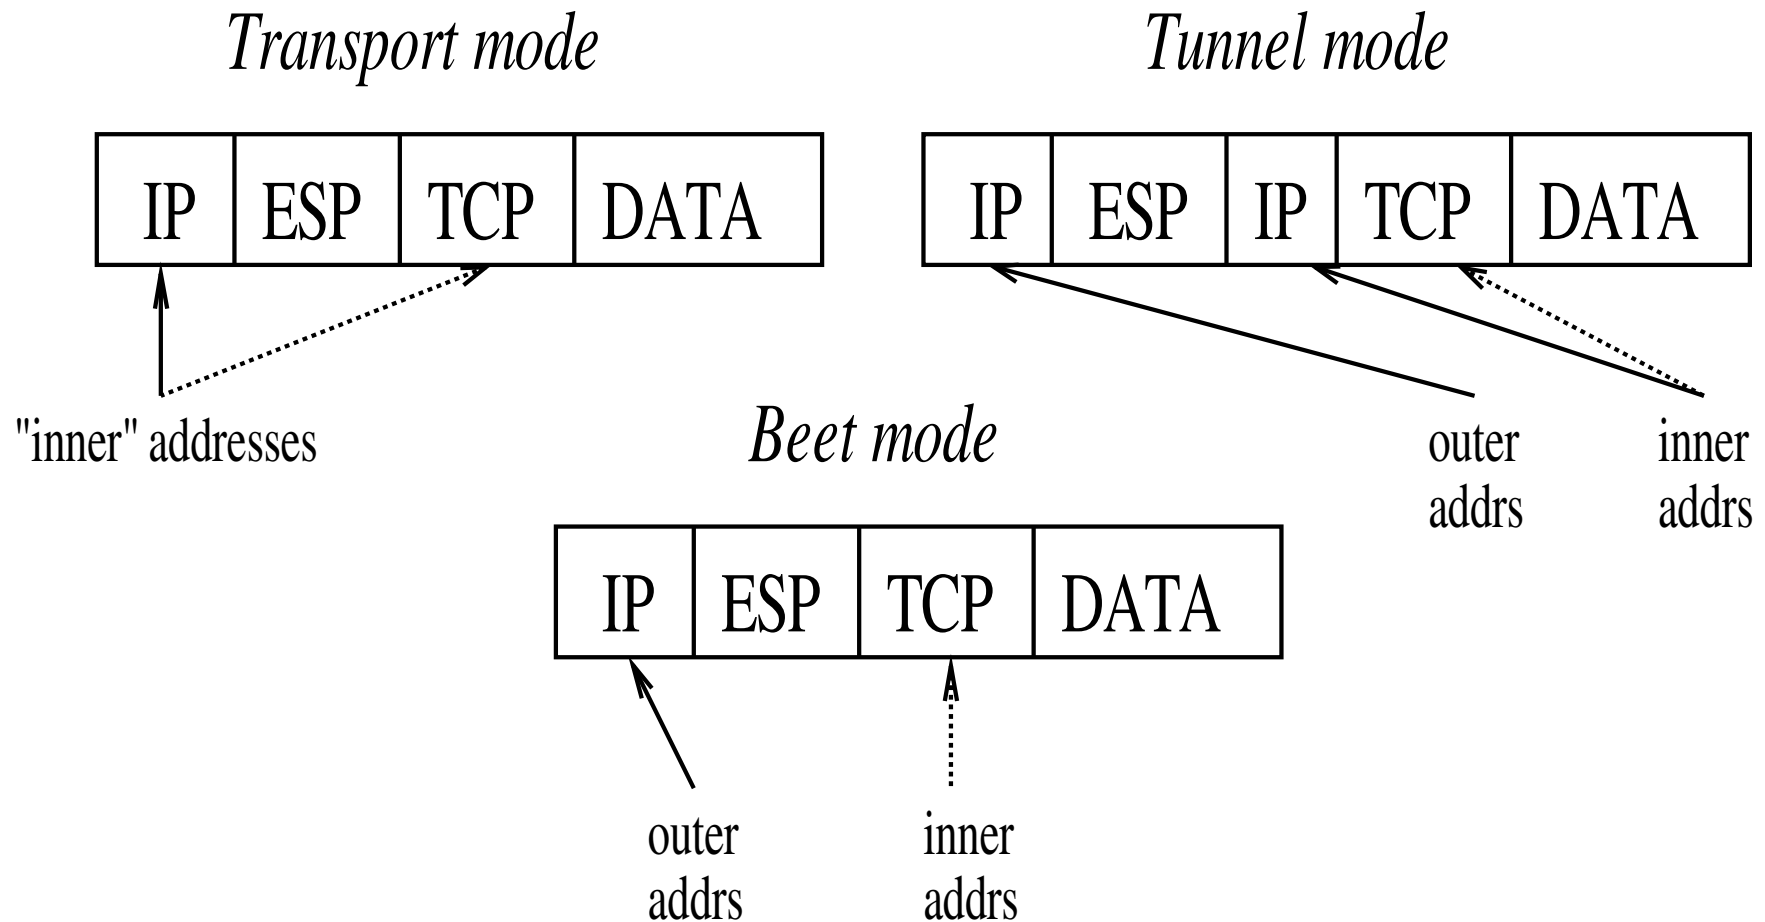 Transport mode
Tunnel mode
IP ESP TCP DATA
IP ESP IP TCP DATA
"inner" addresses
outer
addrs
inner
addrs
Beet mode
IP ESP TCP DATA
outer
addrs
inner
addrs